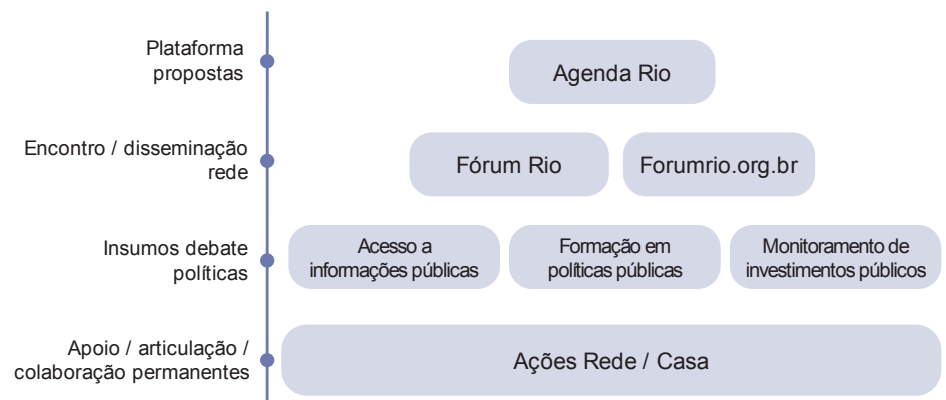 Plataforma
propostas
Agenda Rio
Encontro / disseminação
rede
Fórum Rio
Forumrio.org.br
Insumos debate
políticas
Acesso a
informações públicas
Formação em
políticas públicas
Monitoramento de
investimentos públicos
Apoio / articulação /
colaboração permanentes
Ações Rede / Casa